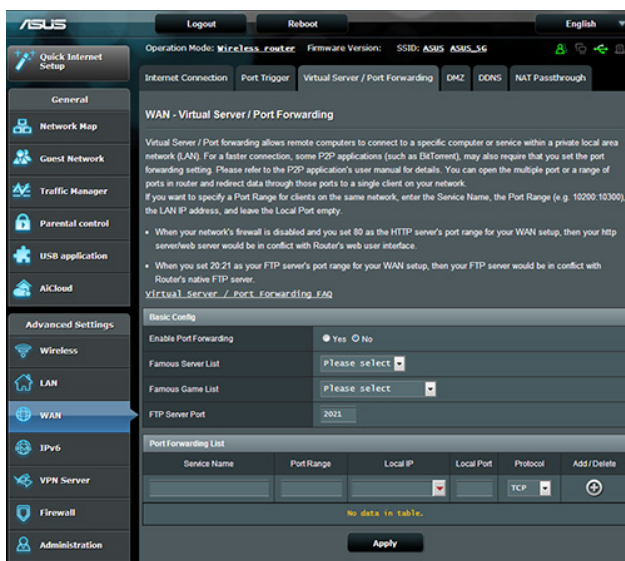 ASUS
Logout
Reboot
English
Quick Internet
Setup
Operation Mode: Wireless router Firmware Version: SSID: ASUS ASUS_5G
Internet Connection
Port Trigger
Virtual Server / Port Forwarding
DMZ
DDNS
NAT Passthrough
General
Network Map
Guest Network
Traffic Manager
Parental control
USB application
AiCloud
Advanced Settings
Wireless
LAN
WAN
IPv6
VPN Server
Firewall
Administration
WAN - Virtual Server / Port Forwarding
Virtual Server / Port forwarding allows remote computers to connect to a specific computer or service within a private local area
network (LAN). For a faster connection, some P2P applications (such as BitTorrent), may also require that you set the port
forwarding setting. Please refer to the P2P application's user manual for details. You can open the multiple port or a range of
ports in router and redirect data through those ports to a single client on your network.
If you want to specify a Port Range for clients on the same network, enter the Service Name, the Port Range (e.g. 10200:10300),
the LAN IP address, and leave the Local Port empty.
• When your network's firewall is disabled and you set 80 as the HTTP server's port range for your WAN setup, then your http
server/web server would be in conflict with Router's web user interface.
• When you set 20:21 as your FTP server's port range for your WAN setup, then your FTP server would be in conflict with
Router's native FTP server.
Virtual Server / Port Forwarding FAQ
Basic Config
Enable Port Forwarding Yes No
Famous Server List Please select
Famous Game List Please select
FTP Server Port 2021
Port Forwarding List
Service Name Port Range Local IP Local Port Protocol Add / Delete
TCP
No data in table.
Apply